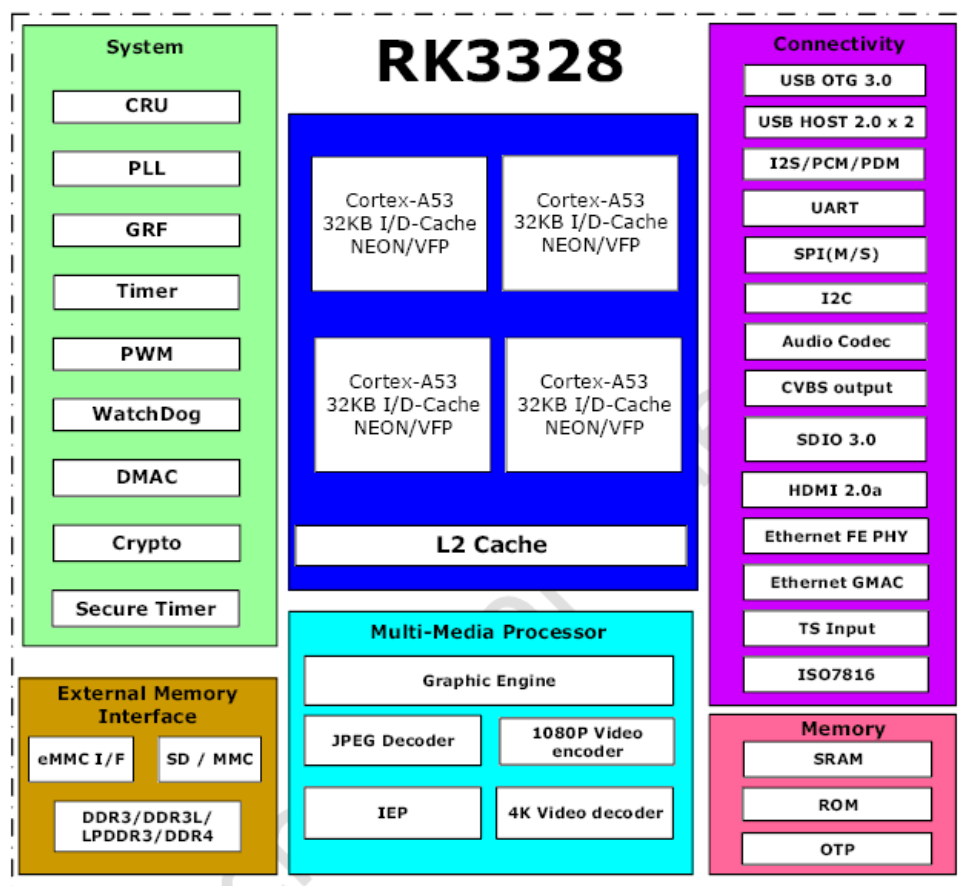 RK3328
System
CRU
PLL
GRF
Timer
PWM
WatchDog
DMAC
Crypto
Secure Timer
External Memory
Interface
eMMC I/F
SD / MMC
DDR3/DDR3L/
LPDDR3/DDR4
Cortex-A53
32KB I/D-Cache
NEON/VFP
Cortex-A53
32KB I/D-Cache
NEON/VFP
Cortex-A53
32KB I/D-Cache
NEON/VFP
Cortex-A53
32KB I/D-Cache
NEON/VFP
L2 Cache
Multi-Media Processor
Graphic Engine
JPEG Decoder
1080P Video
encoder
IEP
4K Video decoder
Connectivity
USB OTG 3.0
USB HOST 2.0 x 2
I2S/PCM/PDM
UART
SPI(M/S)
I2C
Audio Codec
CVBS output
SDIO 3.0
HDMI 2.0a
Ethernet FE PHY
Ethernet GMAC
TS Input
ISO7816
Memory
SRAM
ROM
OTP